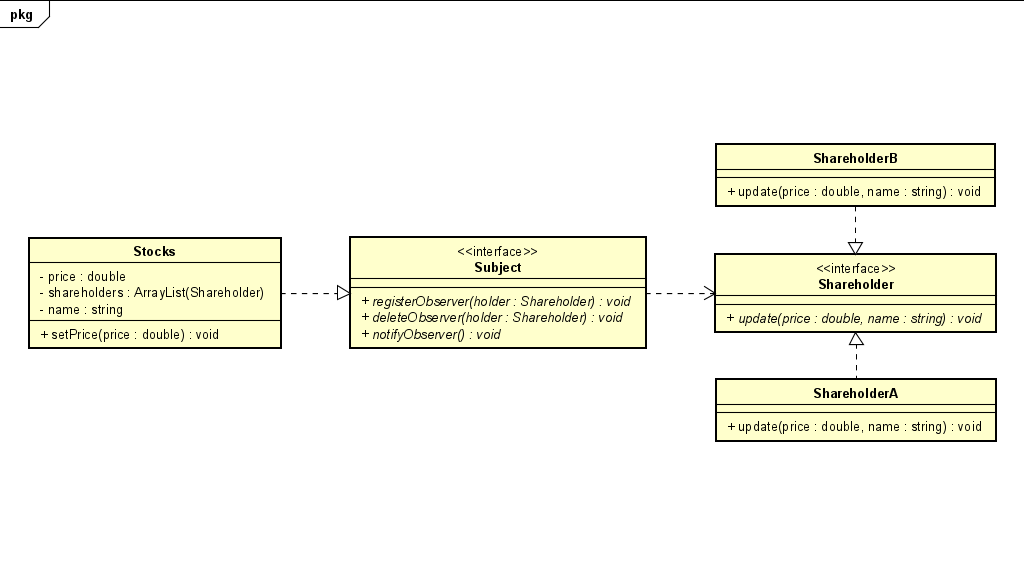 pkg
Stocks
- price : double
- shareholders : ArrayList(Shareholder)
- name : string
+ setPrice(price : double) : void
<<interface>>
Subject
+ registerObserver(holder : Shareholder) : void
+ deleteObserver(holder : Shareholder) : void
+ notifyObserver() : void
ShareholderB
+ update(price : double, name : string) : void
<<interface>>
Shareholder
+ update(price : double, name : string) : void
ShareholderA
+ update(price : double, name : string) : void